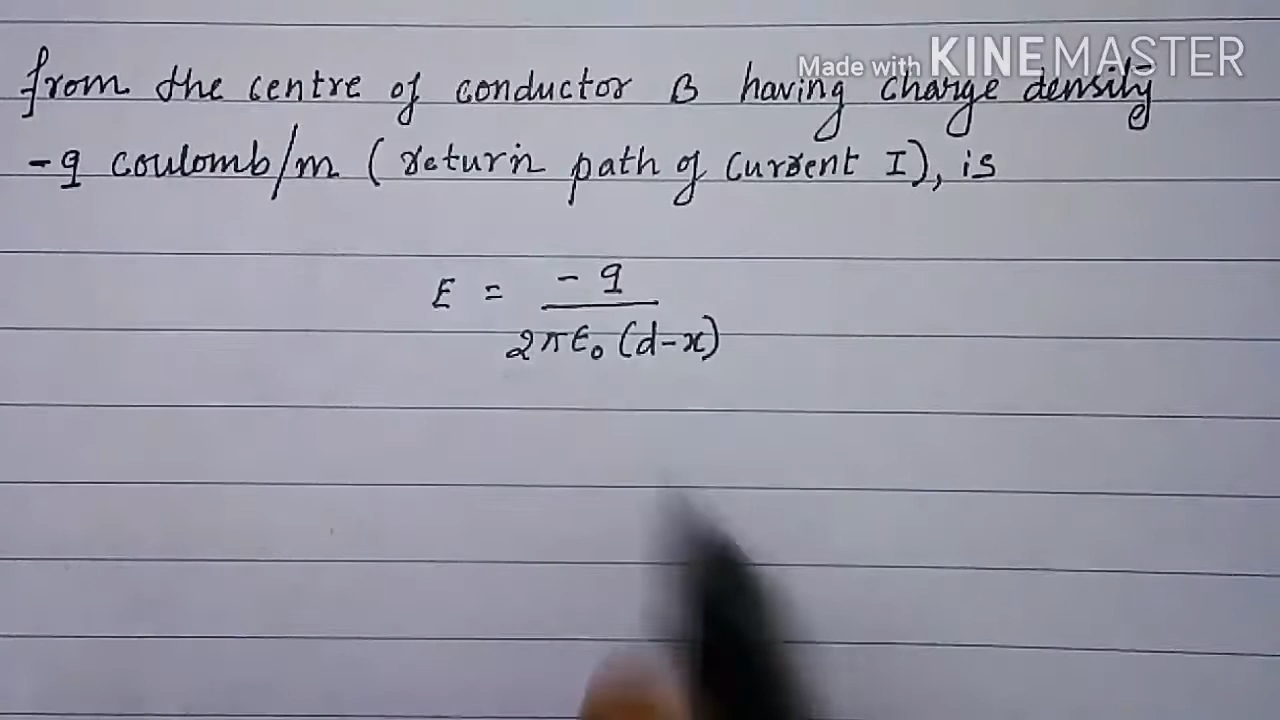 Made with KINEMASTER
from the centre of conductor B having charge density
-q coulomb/m (return path of current I), is
E = -q / 2πε₀(d-x)